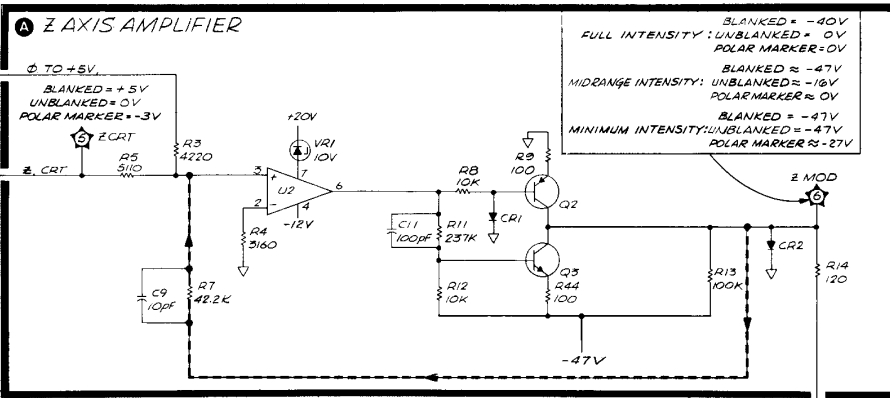 A Z AXIS AMPLIFIER
BLANKED = -40V
FULL INTENSITY : UNBLANKED = 0V
POLAR MARKER = 0V
BLANKED ≈ -47V
MIDRANGE INTENSITY: UNBLANKED ≈ -16V
POLAR MARKER ≈ 0V
BLANKED = -47V
MINIMUM INTENSITY: UNBLANKED = -47V
POLAR MARKER ≈ -27V
Φ TO +5V,
BLANKED = +5V
UNBLANKED = 0V
POLAR MARKER = -3V
5 Z CRT
R3
4220
+20V
VR1
10V
Z, CRT
R5
5110
3
+
7
U2
6
2
-
4
-12V
R4
3160
R8
10K
R9
100
Q2
CR1
C11
100pF
R11
237K
Q3
R44
100
R12
10K
-47V
R13
100K
Z MOD
6
CR2
R14
120
C9
10pF
R7
42.2K